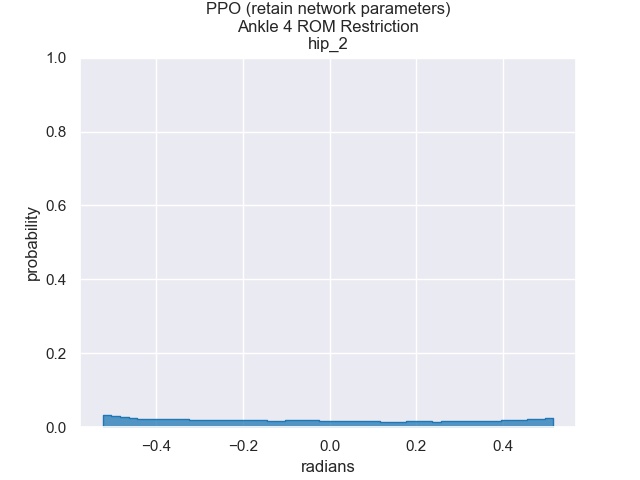 PPO (retain network parameters)
Ankle 4 ROM Restriction
hip_2
1.0
0.8
0.6
0.4
0.2
0.0
probability
−0.4
−0.2
0.0
0.2
0.4
radians